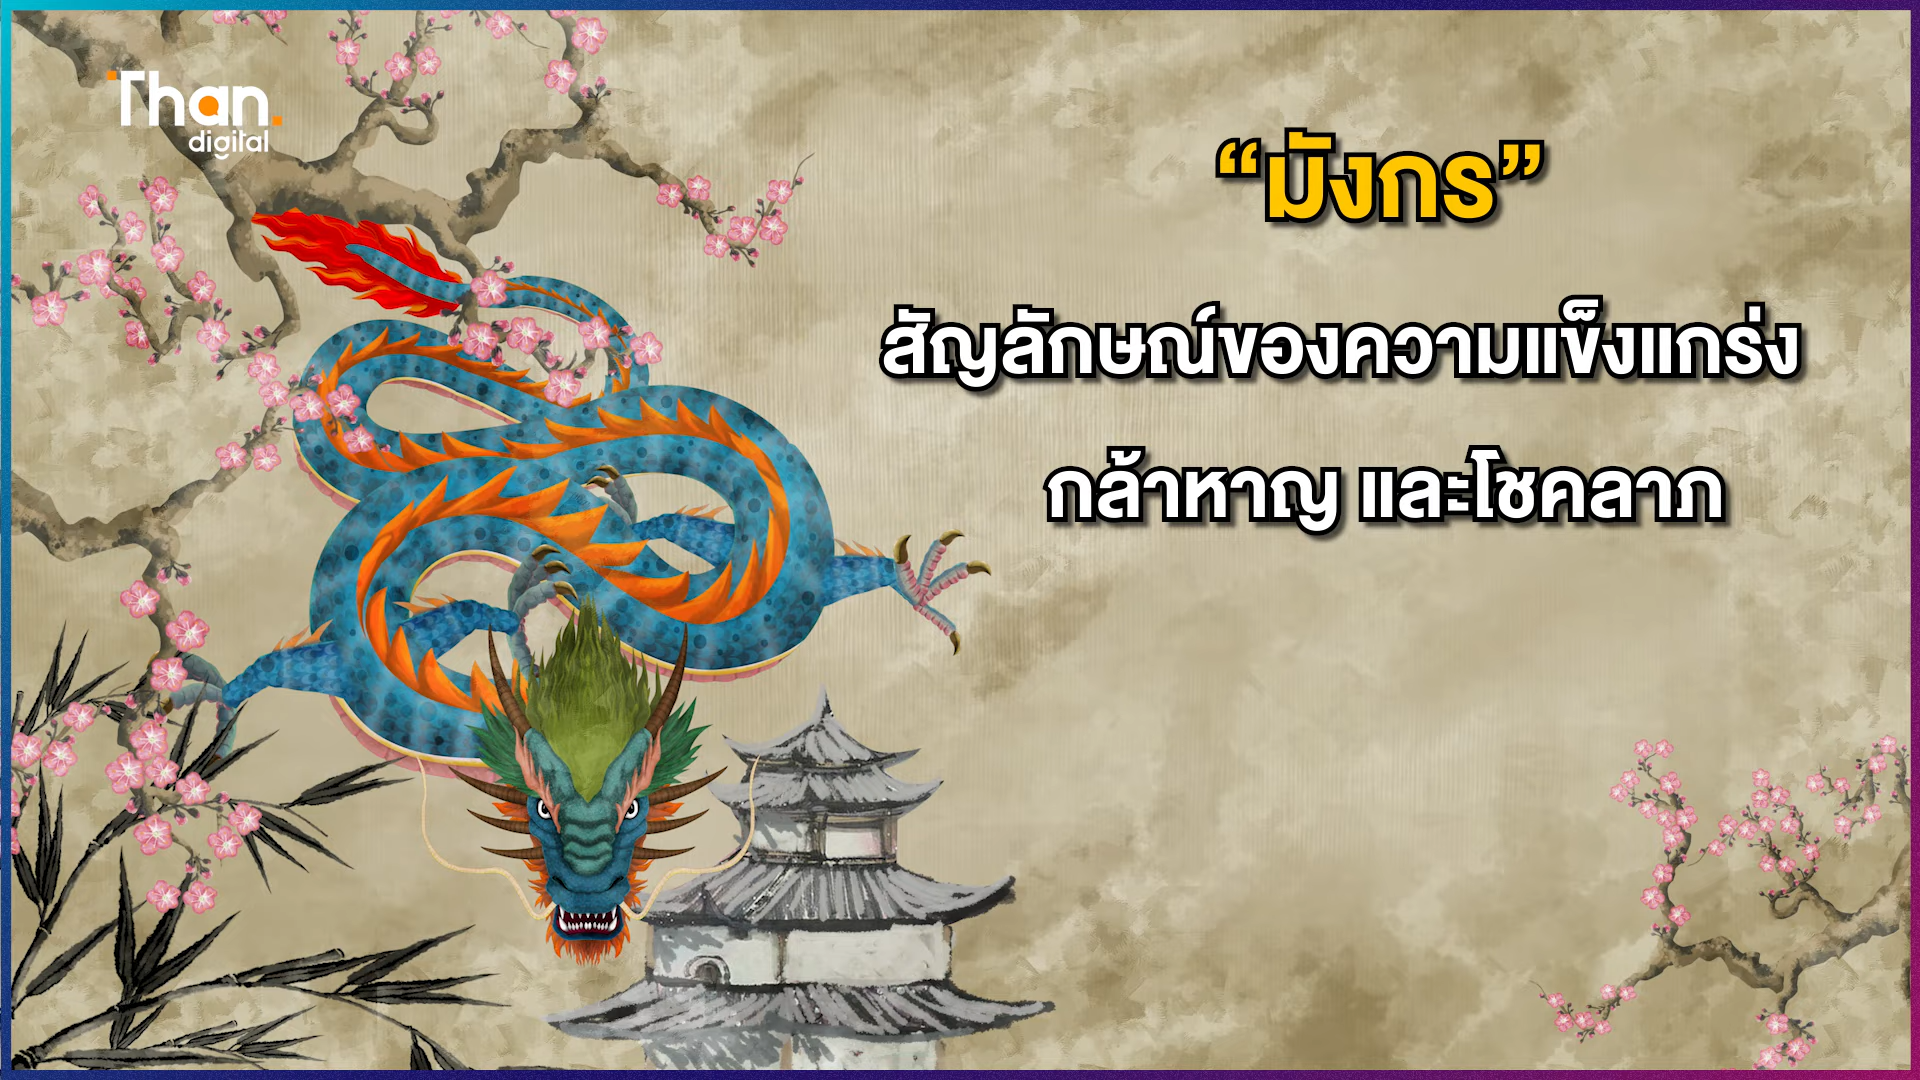 Than.
digital
“มังกร”
สัญลักษณ์ของความแข็งแกร่ง
กล้าหาญ และโชคลาภ